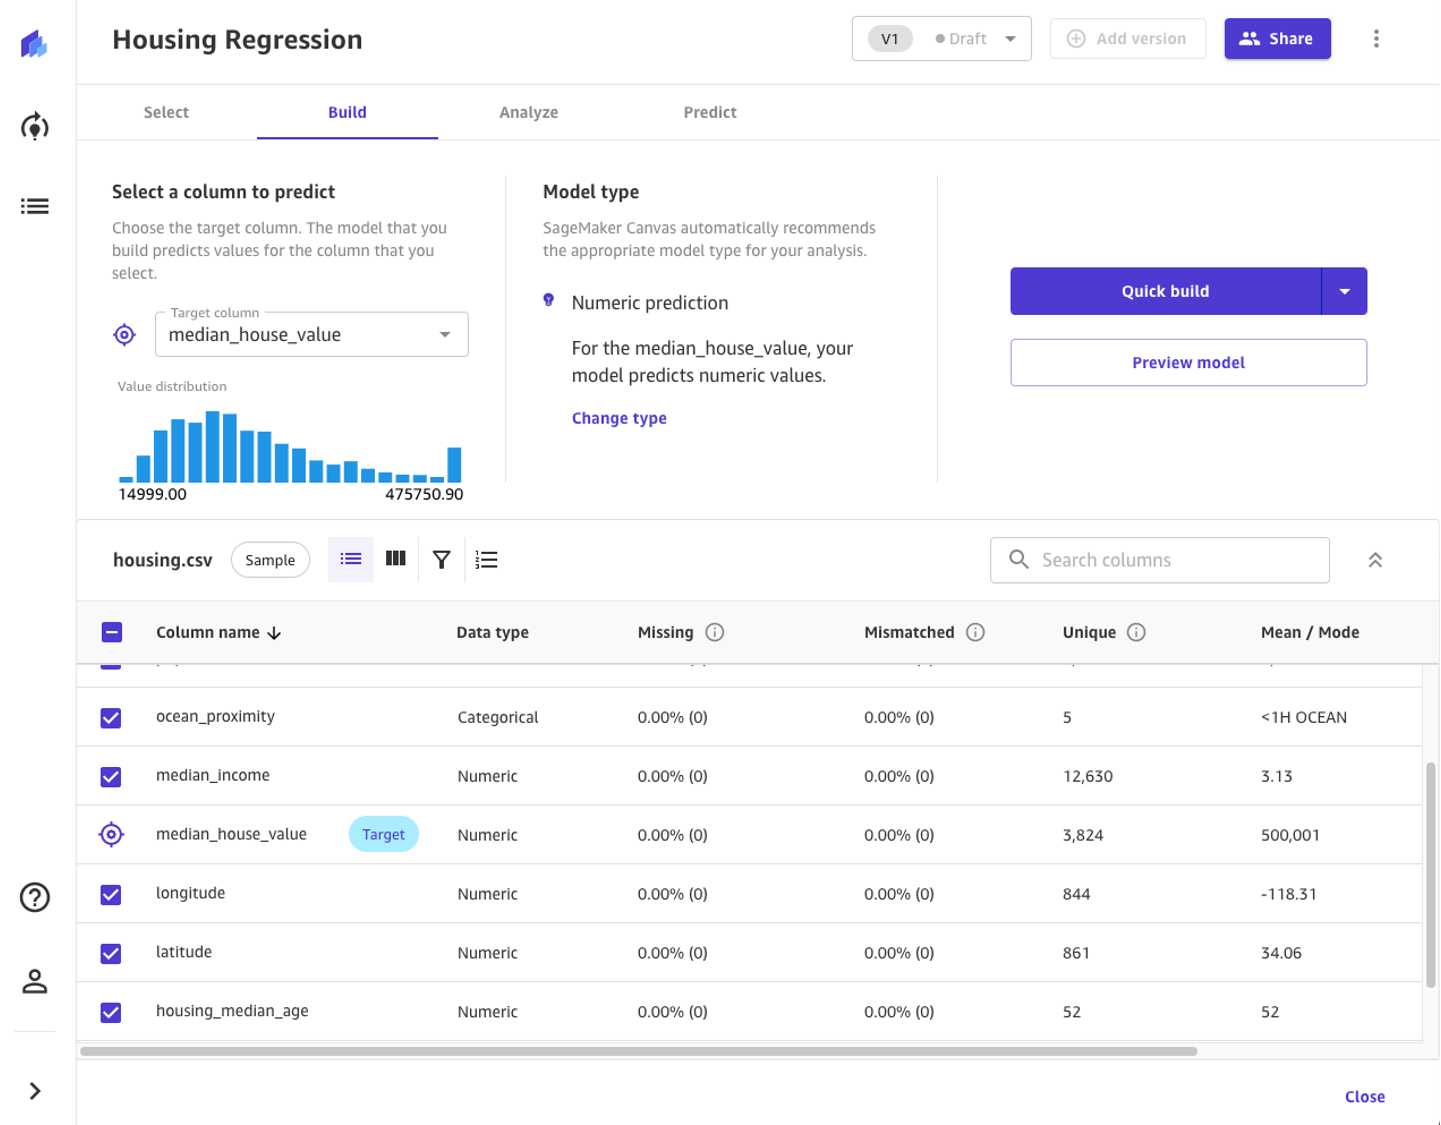 Housing Regression
V1
Draft
Add version
Share
Select
Build
Analyze
Predict
Select a column to predict
Choose the target column. The model that you
build predicts values for the column that you
select.
Target column
median_house_value
Value distribution
14999.00
475750.90
Model type
SageMaker Canvas automatically recommends
the appropriate model type for your analysis.
Numeric prediction
For the median_house_value, your
model predicts numeric values.
Change type
Quick build
Preview model
housing.csv
Sample
Search columns
Column name Data type Missing Mismatched Unique Mean / Mode
ocean_proximity Categorical 0.00% (0) 0.00% (0) 5 <1H OCEAN
median_income Numeric 0.00% (0) 0.00% (0) 12,630 3.13
median_house_value Target Numeric 0.00% (0) 0.00% (0) 3,824 500,001
longitude Numeric 0.00% (0) 0.00% (0) 844 -118.31
latitude Numeric 0.00% (0) 0.00% (0) 861 34.06
housing_median_age Numeric 0.00% (0) 0.00% (0) 52 52
Close